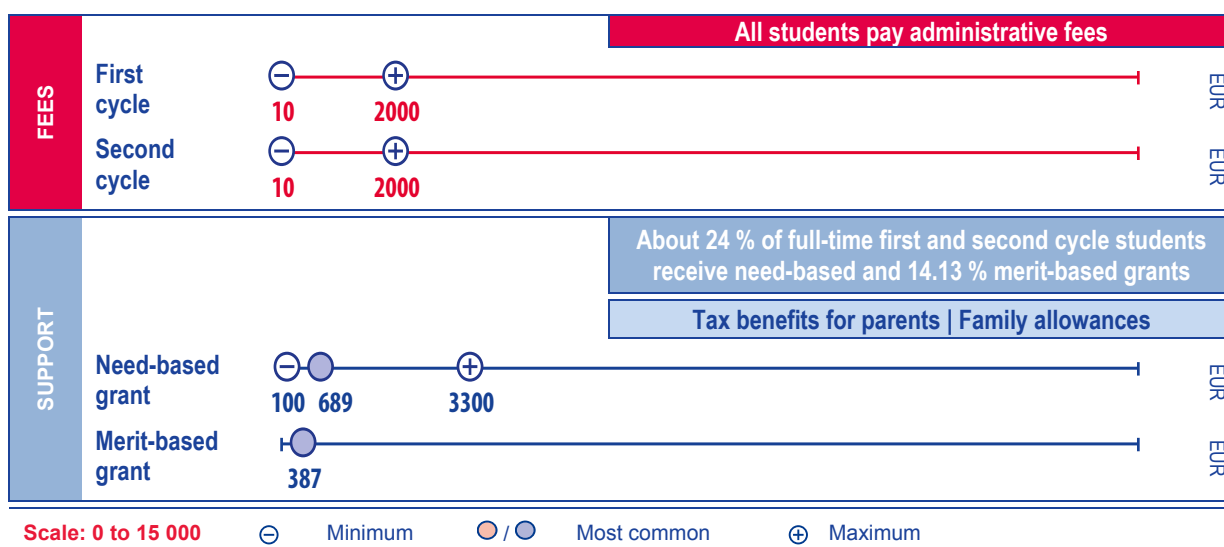 All students pay administrative fees
FEES
First
cycle
10 2000
EUR
Second
cycle
10 2000
EUR
SUPPORT
About 24 % of full-time first and second cycle students
receive need-based and 14.13 % merit-based grants
Tax benefits for parents | Family allowances
Need-based
grant
100 689 3300
EUR
Merit-based
grant
387
EUR
Scale: 0 to 15 000 Minimum / Most common Maximum